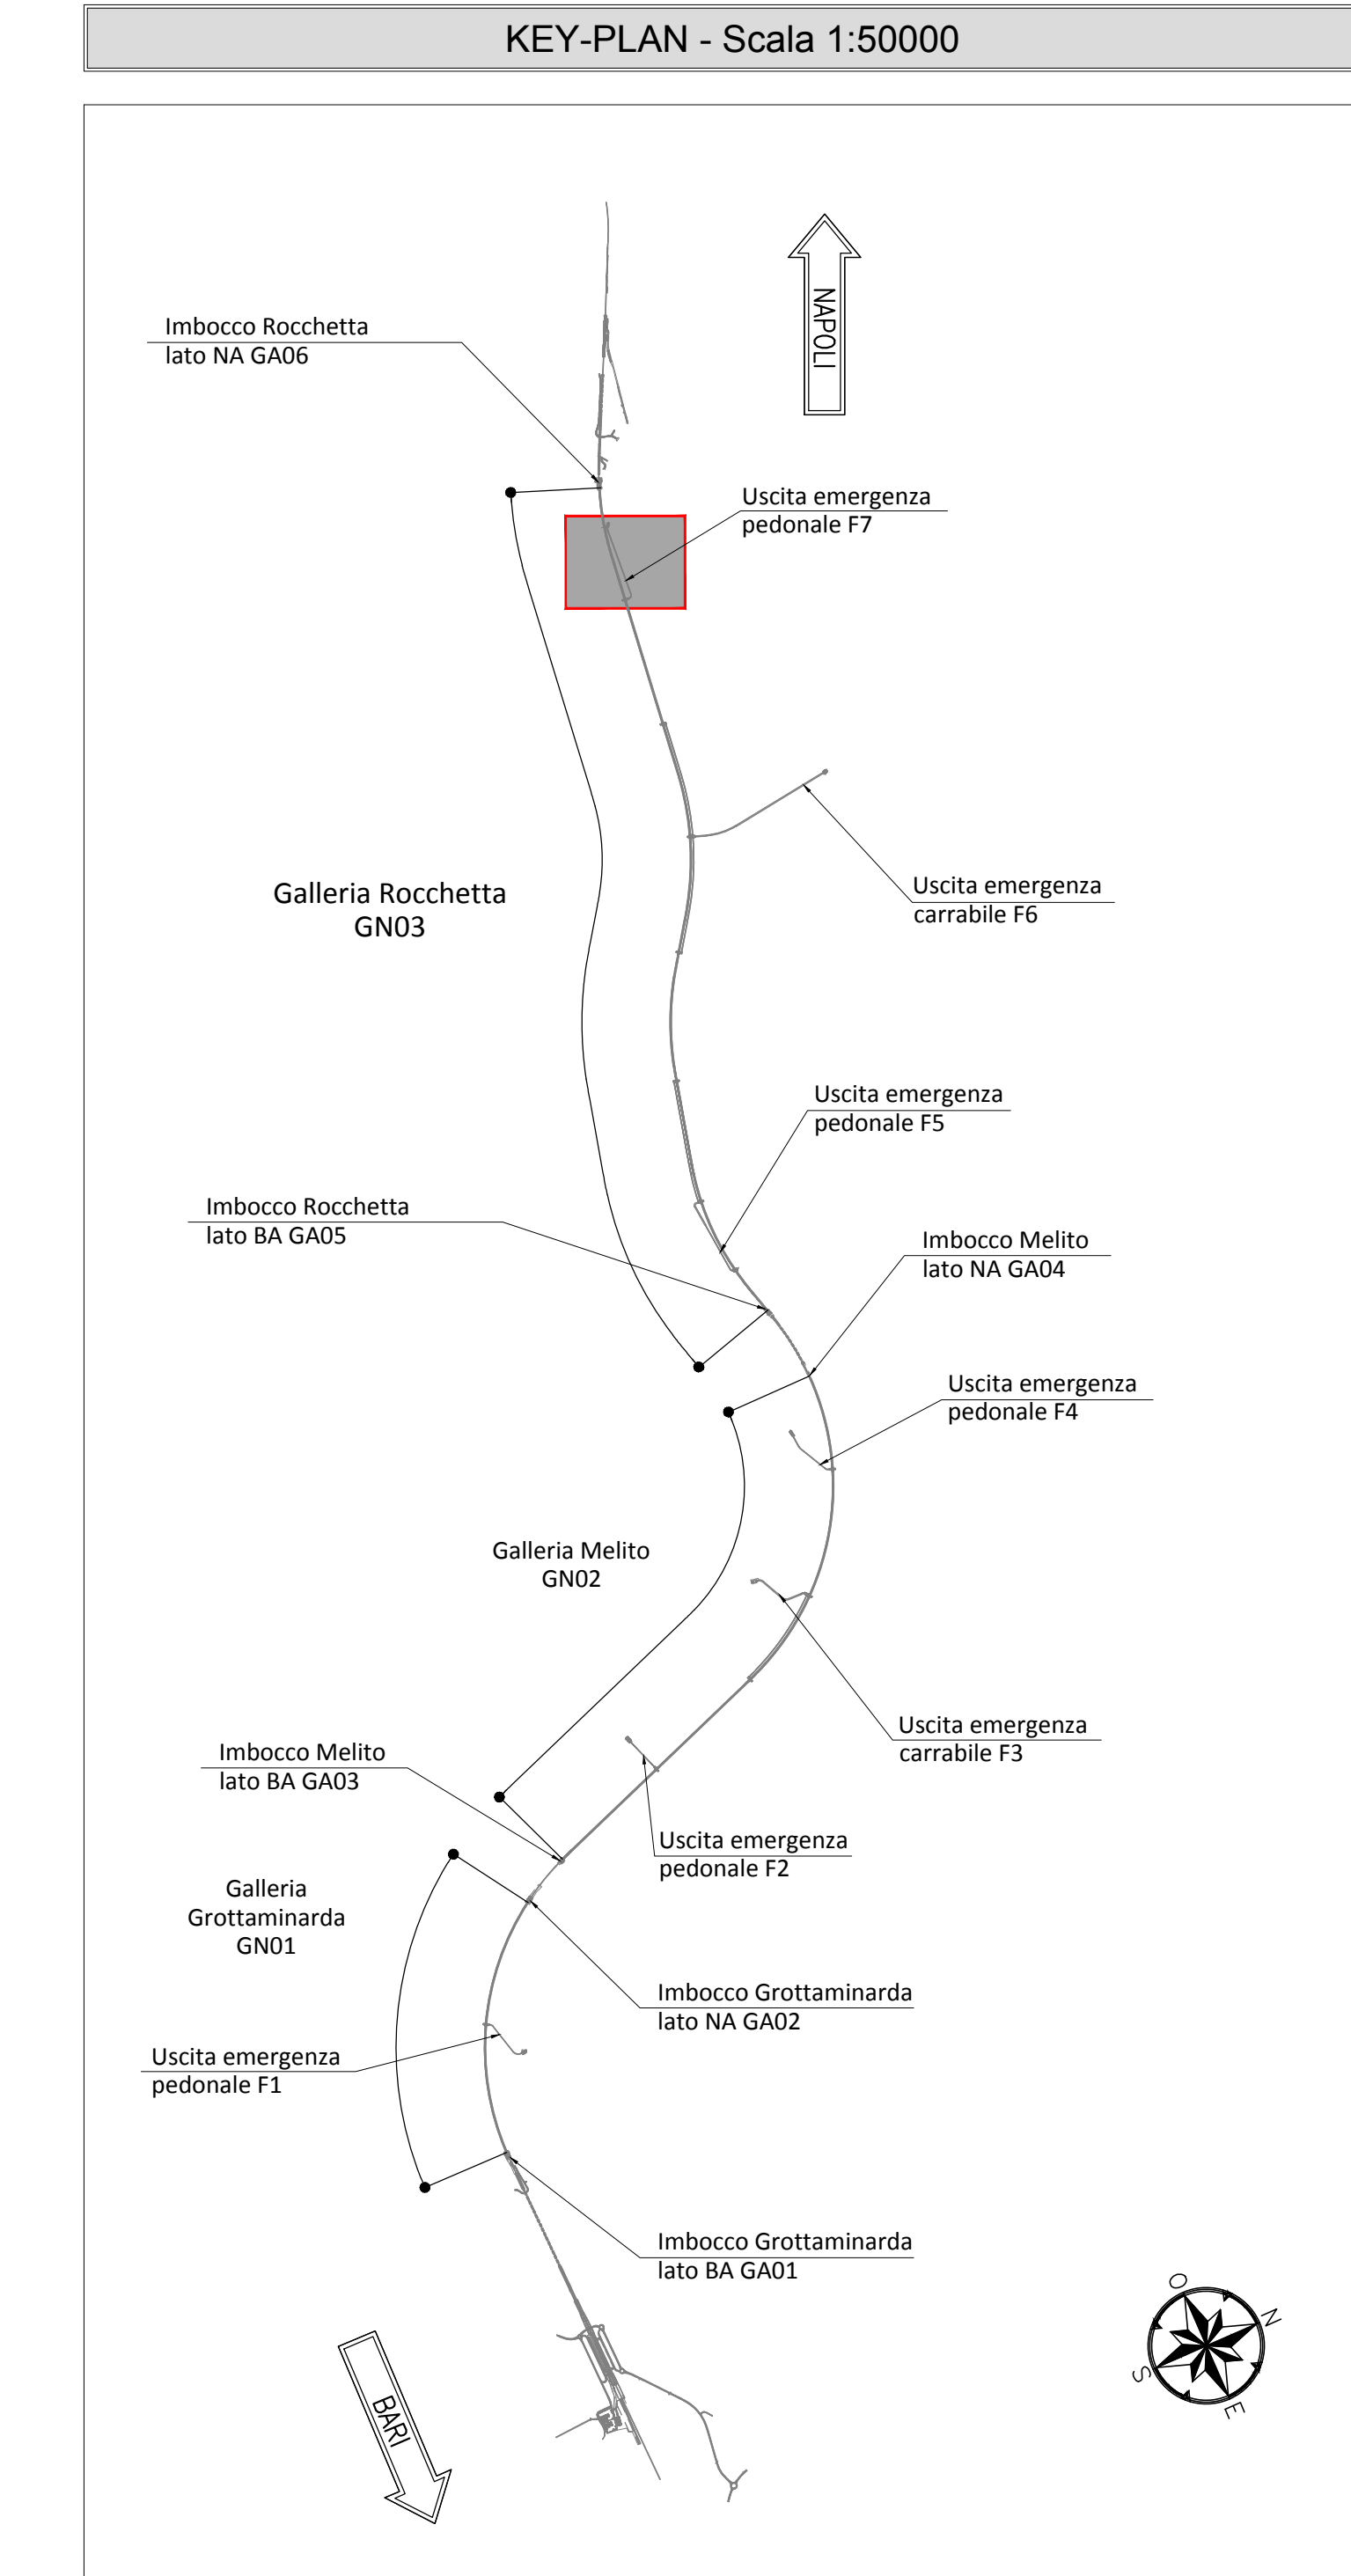 KEY-PLAN - Scala 1:50000
NAPOLI
Imbocco Rocchetta
lato NA GA06
Uscita emergenza
pedonale F7
Galleria Rocchetta
GN03
Uscita emergenza
carrabile F6
Uscita emergenza
pedonale F5
Imbocco Rocchetta
lato BA GA05
Imbocco Melito
lato NA GA04
Uscita emergenza
pedonale F4
Galleria Melito
GN02
Uscita emergenza
carrabile F3
Imbocco Melito
lato BA GA03
Uscita emergenza
pedonale F2
Galleria
Grottaminarda
GN01
Imbocco Grottaminarda
lato NA GA02
Uscita emergenza
pedonale F1
Imbocco Grottaminarda
lato BA GA01
BARI
O
N
S
E